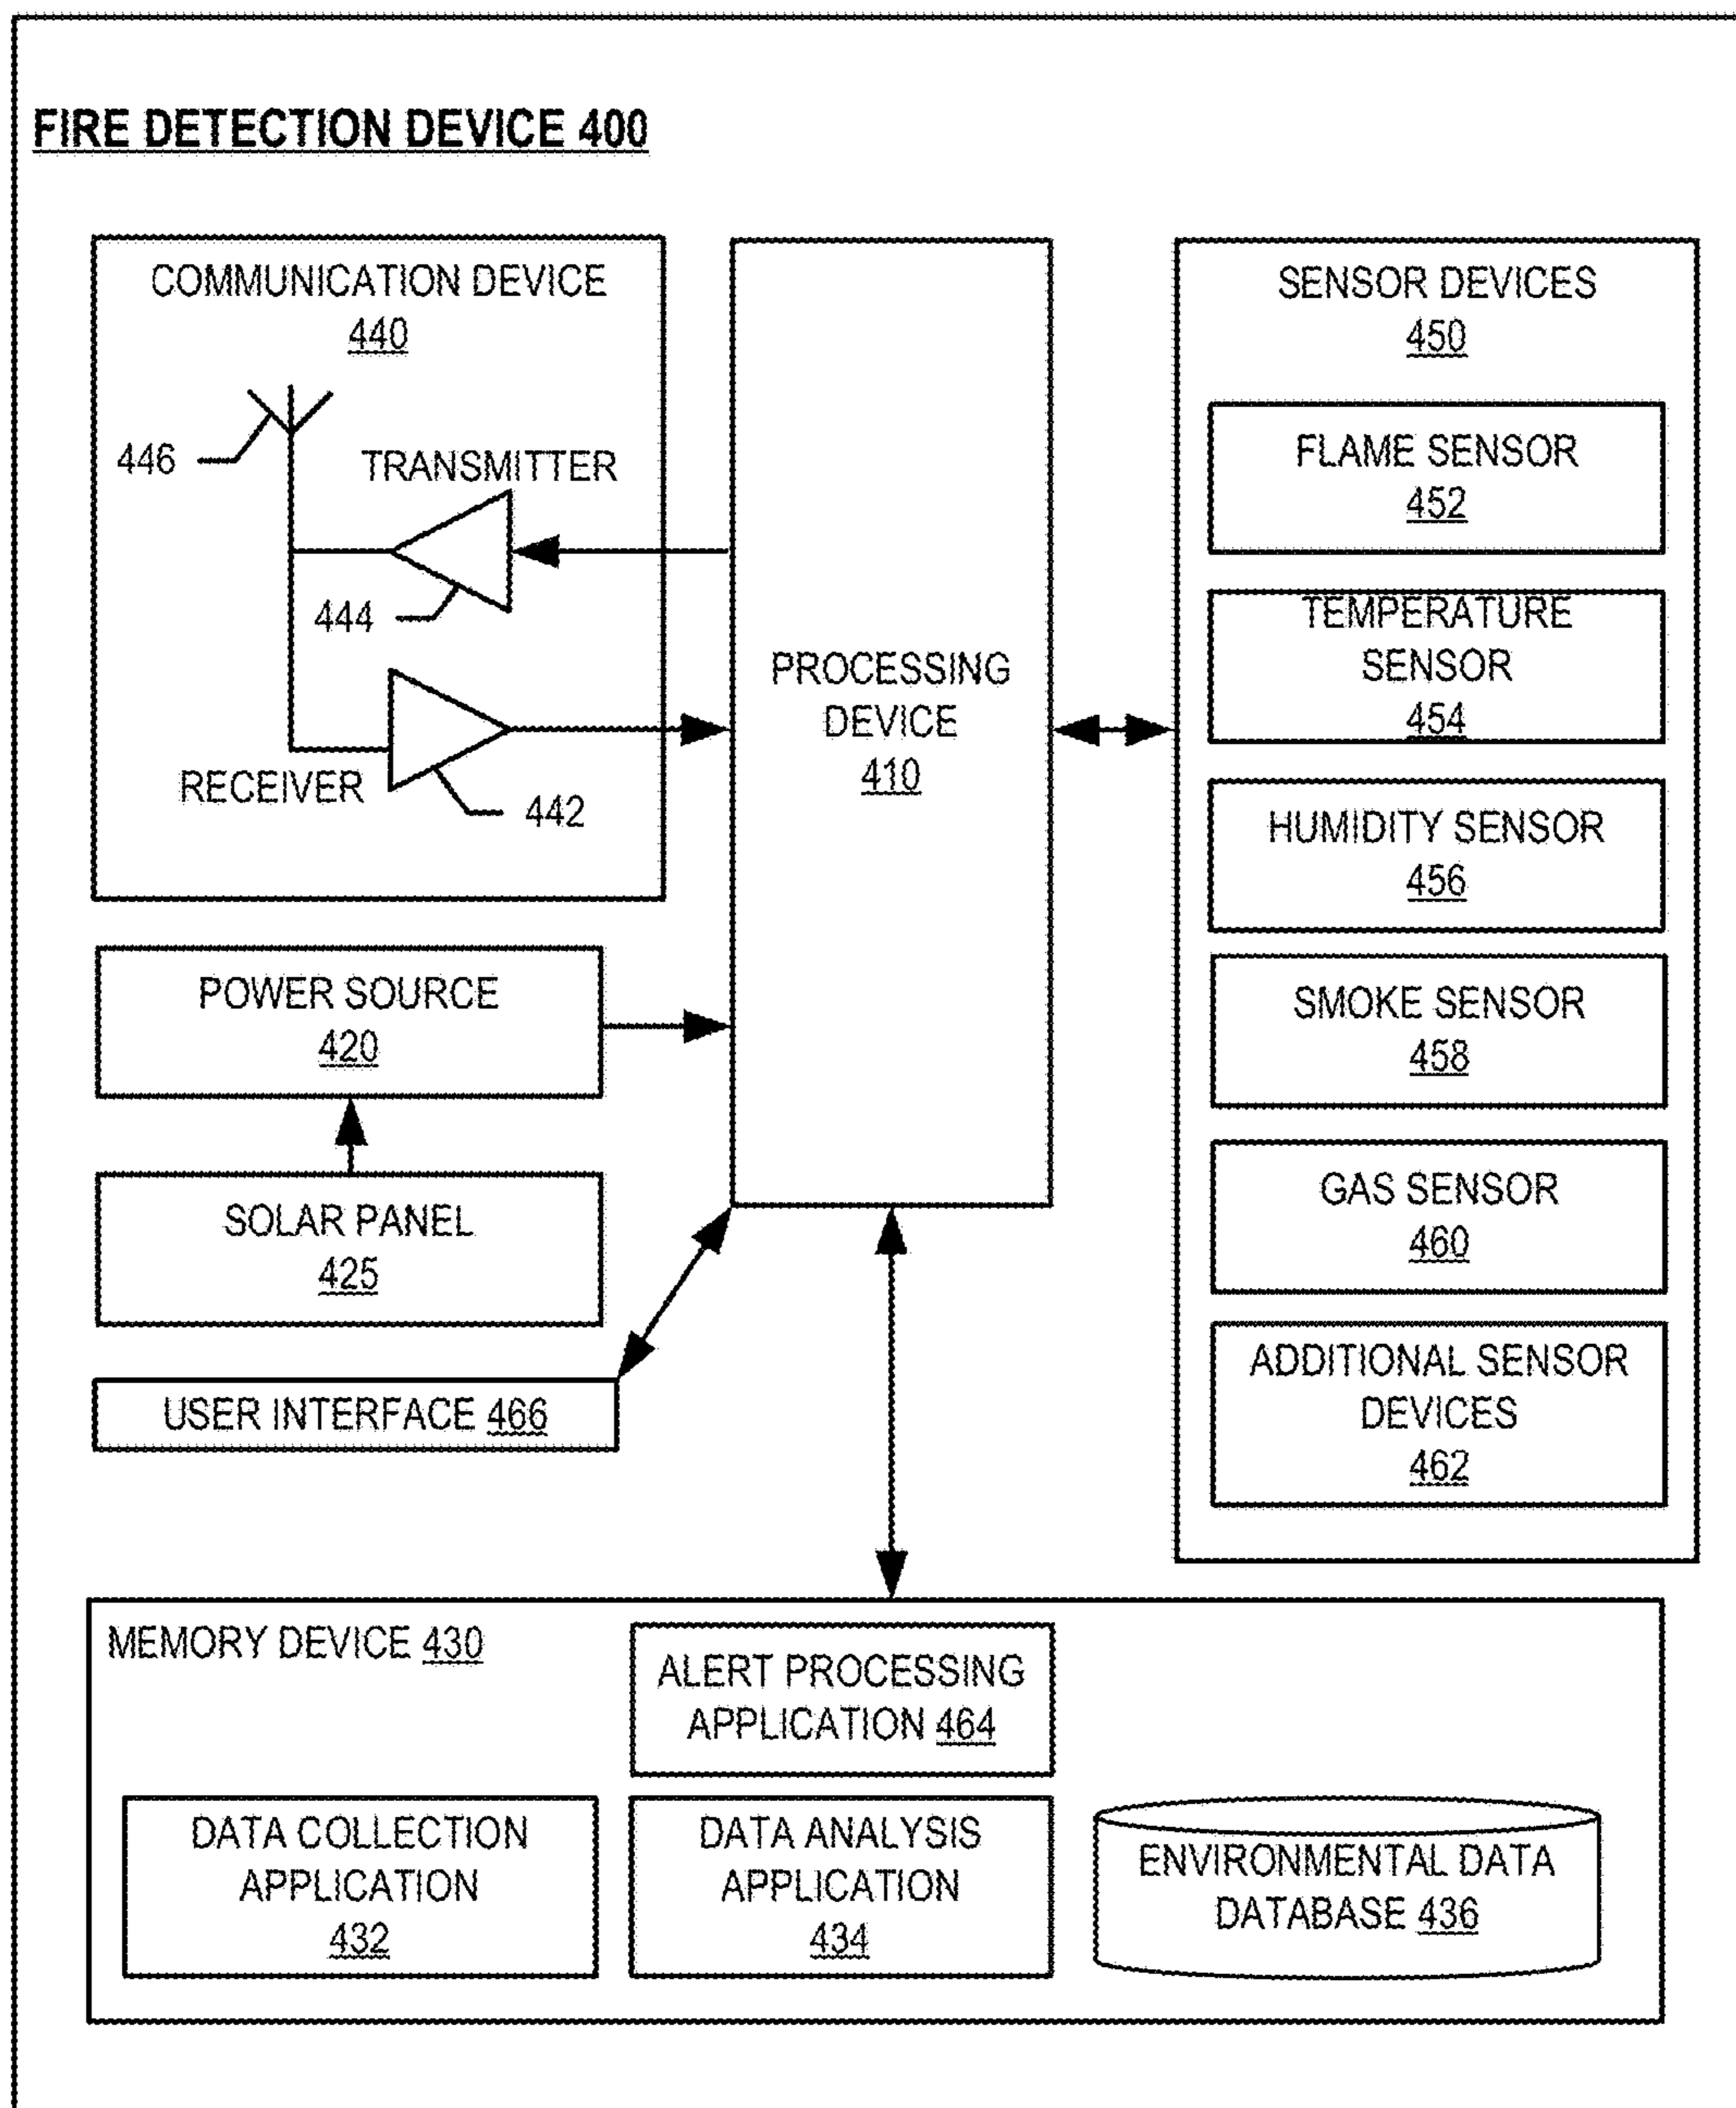 FIRE DETECTION DEVICE 400
COMMUNICATION DEVICE
440
446
TRANSMITTER
444
RECEIVER
442
PROCESSING
DEVICE
410
SENSOR DEVICES
450
FLAME SENSOR
452
TEMPERATURE
SENSOR
454
HUMIDITY SENSOR
456
SMOKE SENSOR
458
GAS SENSOR
460
ADDITIONAL SENSOR
DEVICES
462
POWER SOURCE
420
SOLAR PANEL
425
USER INTERFACE 466
MEMORY DEVICE 430
ALERT PROCESSING
APPLICATION 464
DATA COLLECTION
APPLICATION
432
DATA ANALYSIS
APPLICATION
434
ENVIRONMENTAL DATA
DATABASE 436